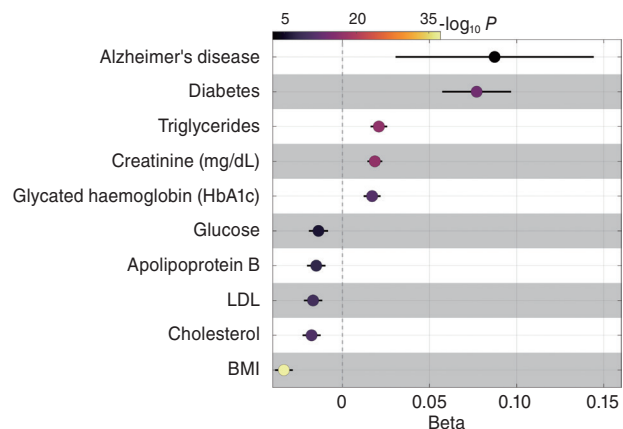 5 20 35 -log₁₀ P
Alzheimer's disease
Diabetes
Triglycerides
Creatinine (mg/dL)
Glycated haemoglobin (HbA1c)
Glucose
Apolipoprotein B
LDL
Cholesterol
BMI
0 0.05 0.10 0.15
Beta